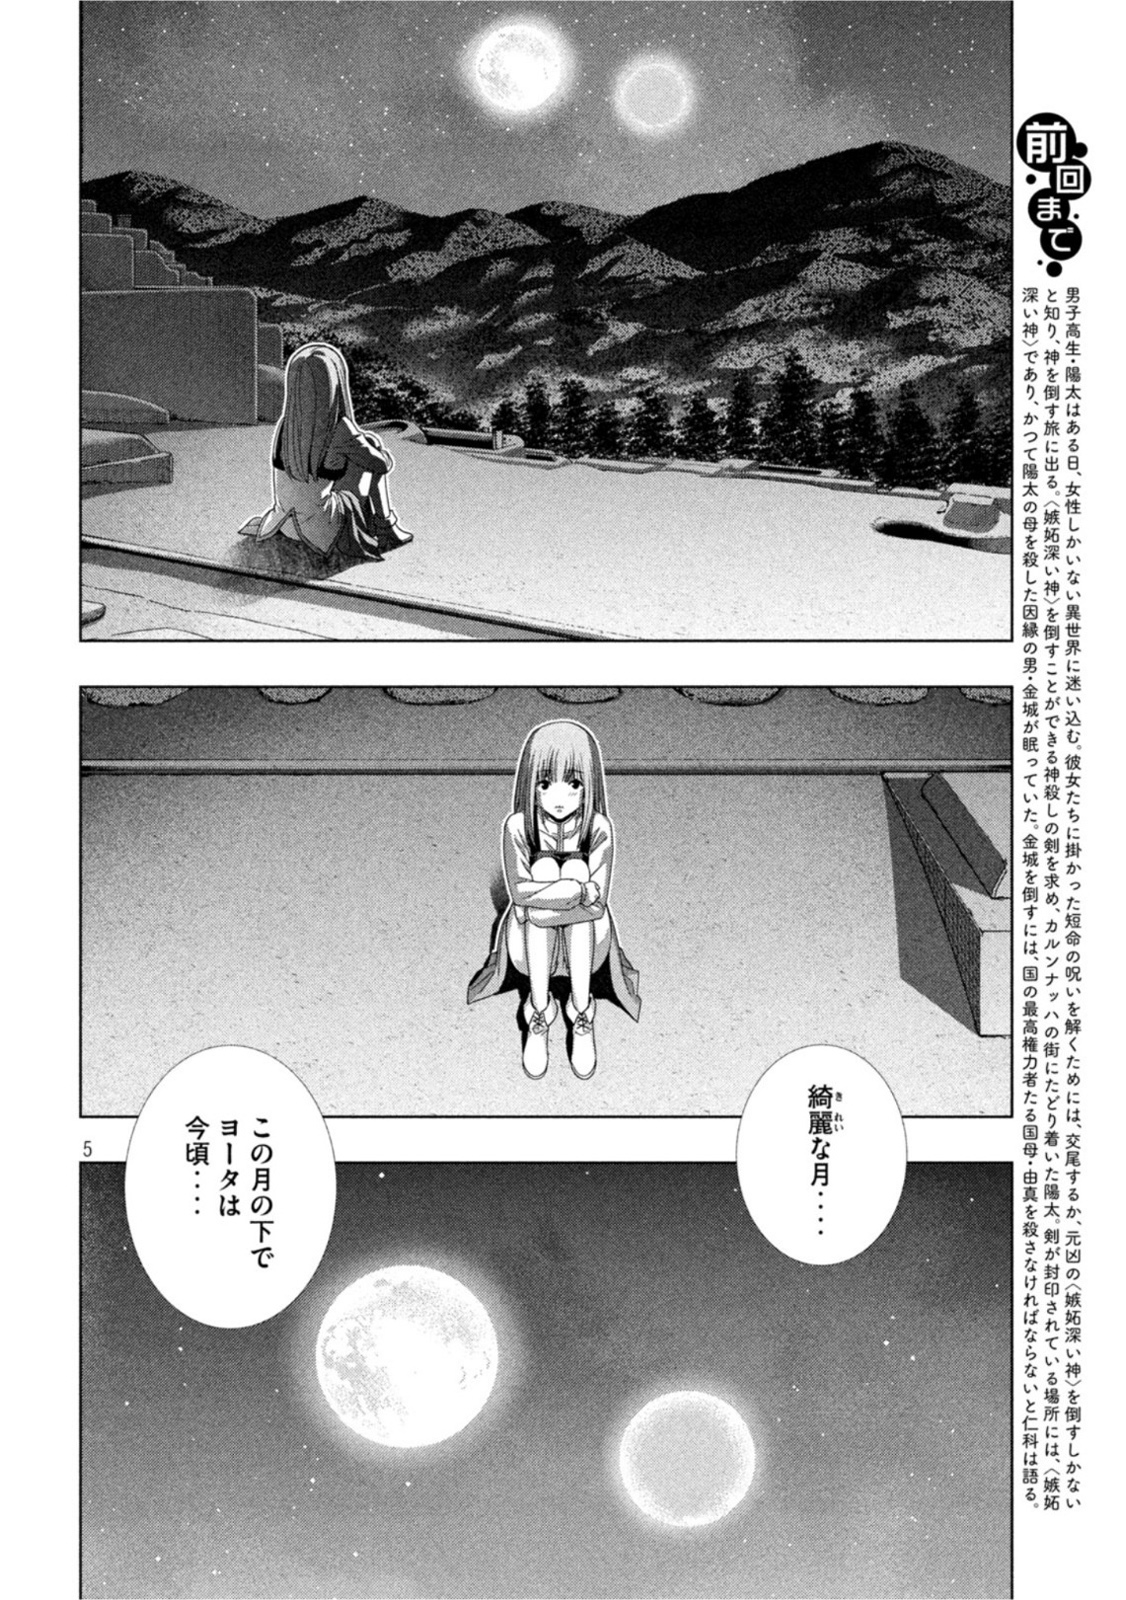 前回まで
男子高生・陽太はある日、女性しかいない異世界に迷い込む。彼女たちに掛かった短命の呪いを解くためには、交尾するか、元凶の〈嫉妬深い神〉を倒すしかない
と知り、神を倒す旅に出る。〈嫉妬深い神〉を倒すことができる神殺しの剣を求め、カルンナッハの街にたどり着いた陽太。剣が封印されている場所には、〈嫉妬
深い神〉であり、かつて陽太の母を殺した因縁の男・金城が眠っていた。金城を倒すには、国の最高権力者たる国母・由真を殺さなければならないと仁科は語る。
綺麗な月‥‥
きれい
この月の下で
ヨータは
今頃‥‥
5